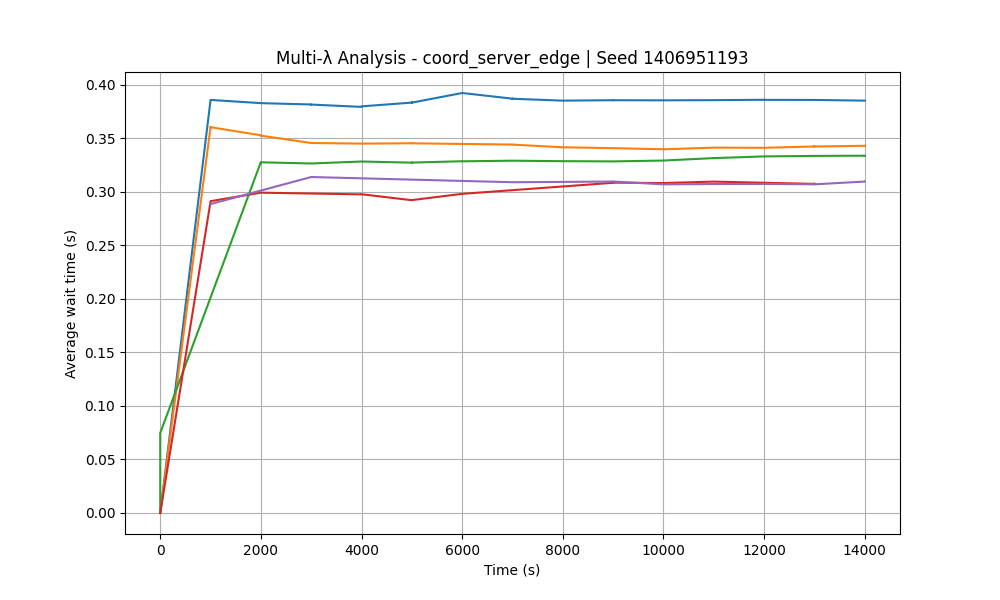 Multi-λ Analysis - coord_server_edge | Seed 1406951193
Average wait time (s)
0.40
0.35
0.30
0.25
0.20
0.15
0.10
0.05
0.00
0 2000 4000 6000 8000 10000 12000 14000
Time (s)